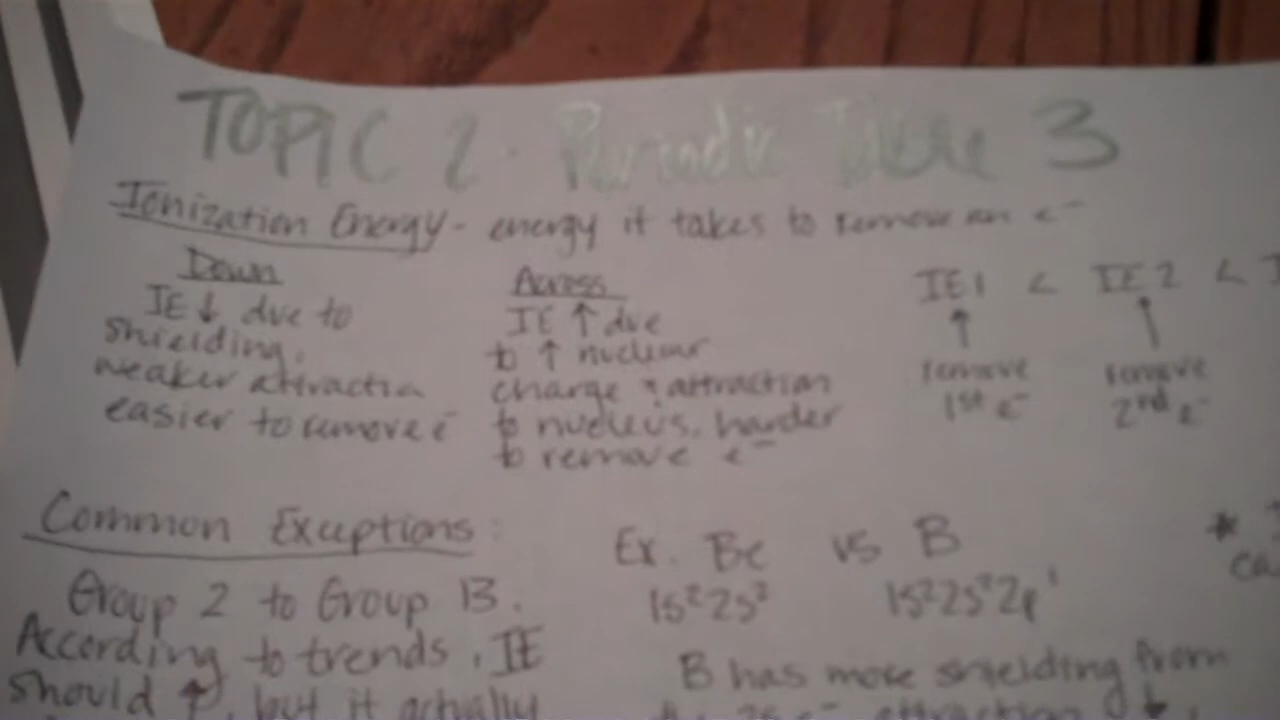 TOPIC 2. Periodic Table 3
Ionization Energy - energy it takes to remove an e⁻
Down
IE ↓ due to
shielding,
weaker attractio
easier to remove e⁻
Across
IE ↑ due
to ↑ nuclear
charge & attraction
to nucleus, harder
to remove e⁻
IE1 < IE2 <
↑ ↑
remove remove
1st e⁻ 2nd e⁻
Common Exceptions:
Group 2 to Group 13.
According to trends, IE
should ↑, but it actually
Ex. Be vs B
1s²2s² 1s²2s²2p¹
B has more shielding from
2s e⁻ attraction ↓,
*
ca